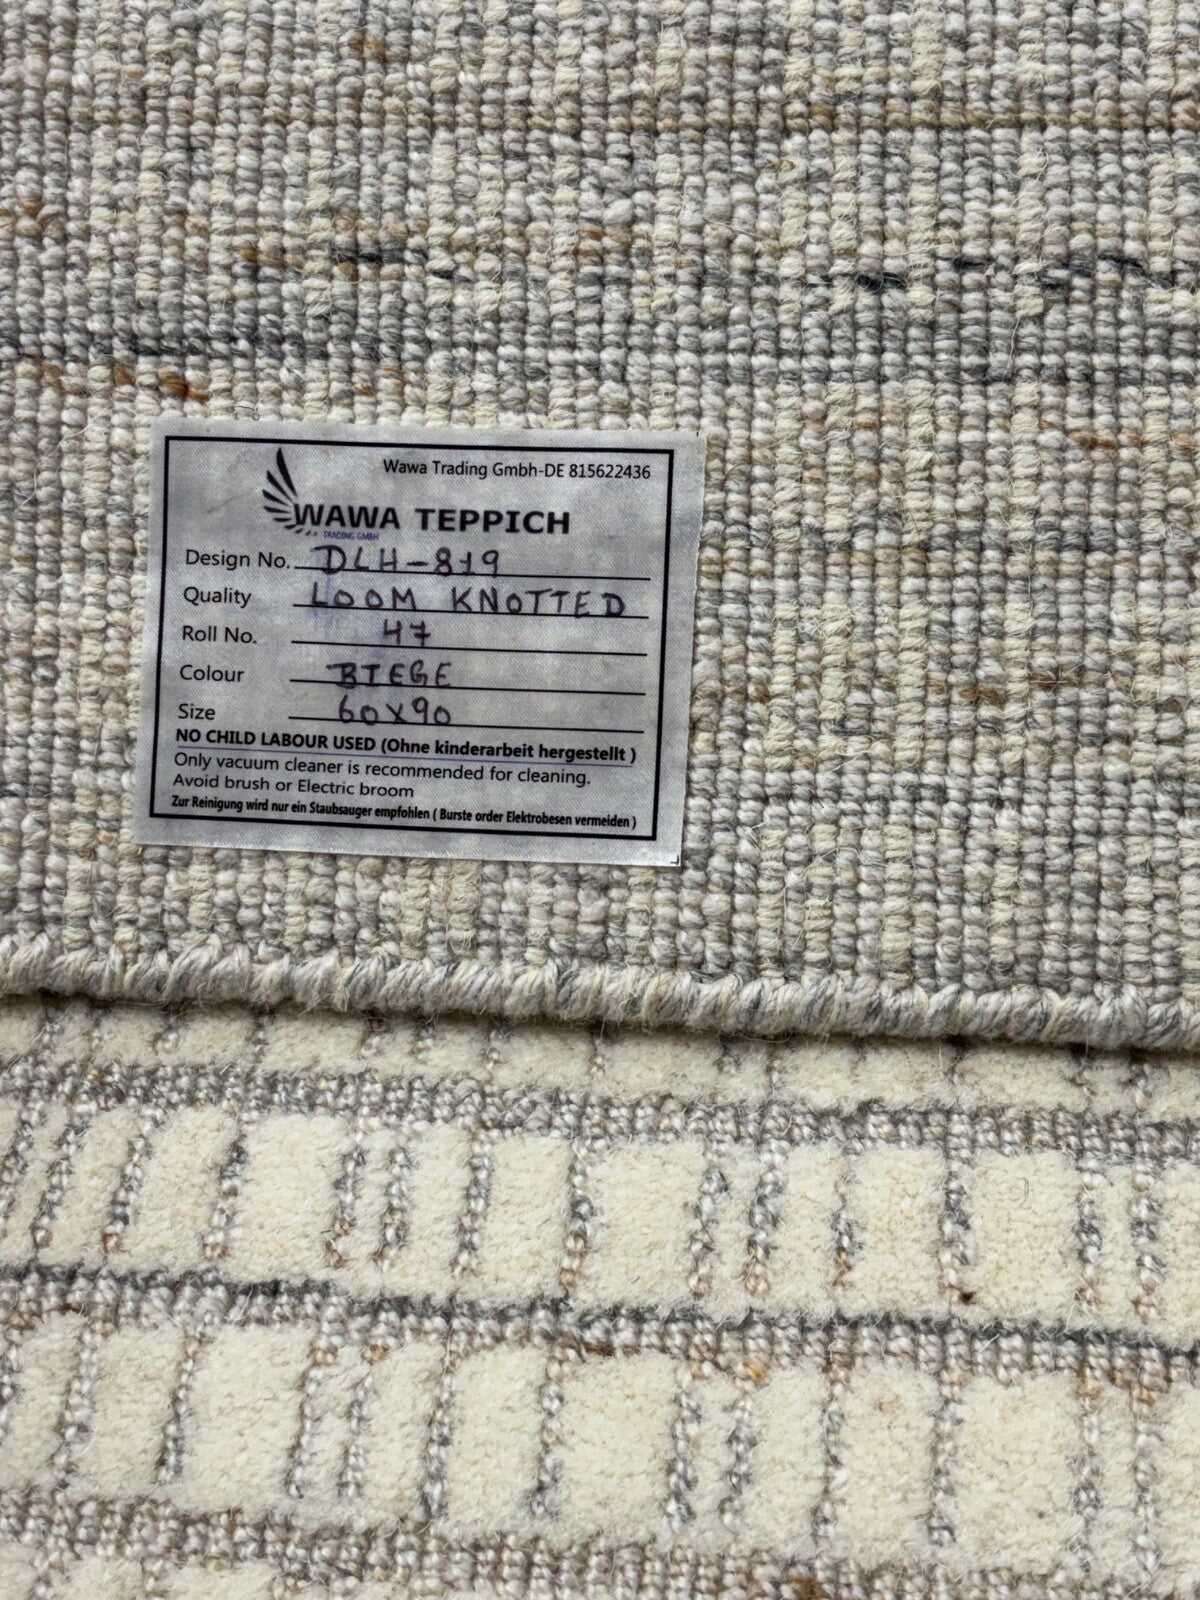 Wawa Trading Gmbh-DE 815622436
WAWA TEPPICH
TRADING GMBH
Design No. DLH-819
Quality LOOM KNOTTED
Roll No. 47
Colour BIEGE
Size 60x90
NO CHILD LABOUR USED (Ohne kinderarbeit hergestellt )
Only vacuum cleaner is recommended for cleaning.
Avoid brush or Electric broom
Zur Reinigung wird nur ein Staubsauger empfohlen ( Burste order Elektrobesen vermeiden )